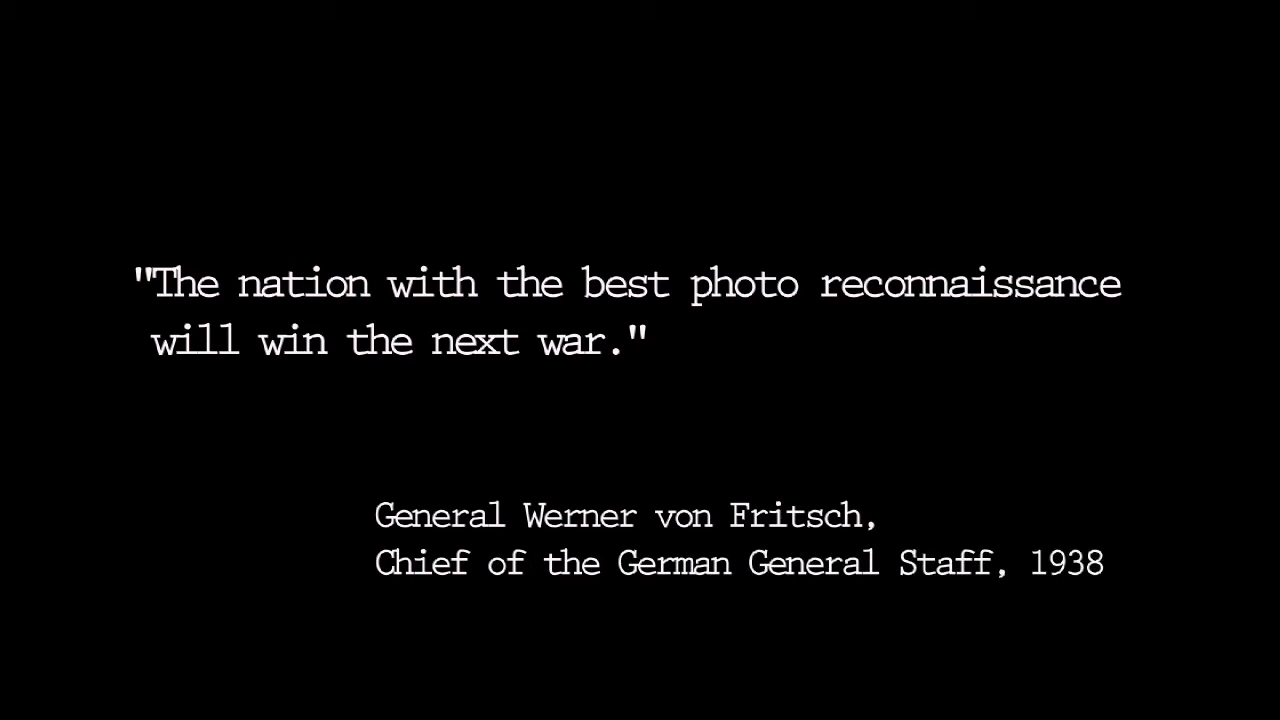 "The nation with the best photo reconnaissance
will win the next war."
General Werner von Fritsch,
Chief of the German General Staff, 1938